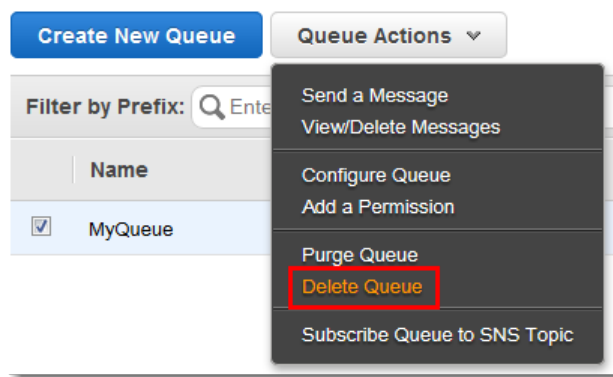 Create New Queue
Queue Actions
Filter by Prefix: Ente
Send a Message
View/Delete Messages
Name
Configure Queue
Add a Permission
MyQueue
Purge Queue
Delete Queue
Subscribe Queue to SNS Topic